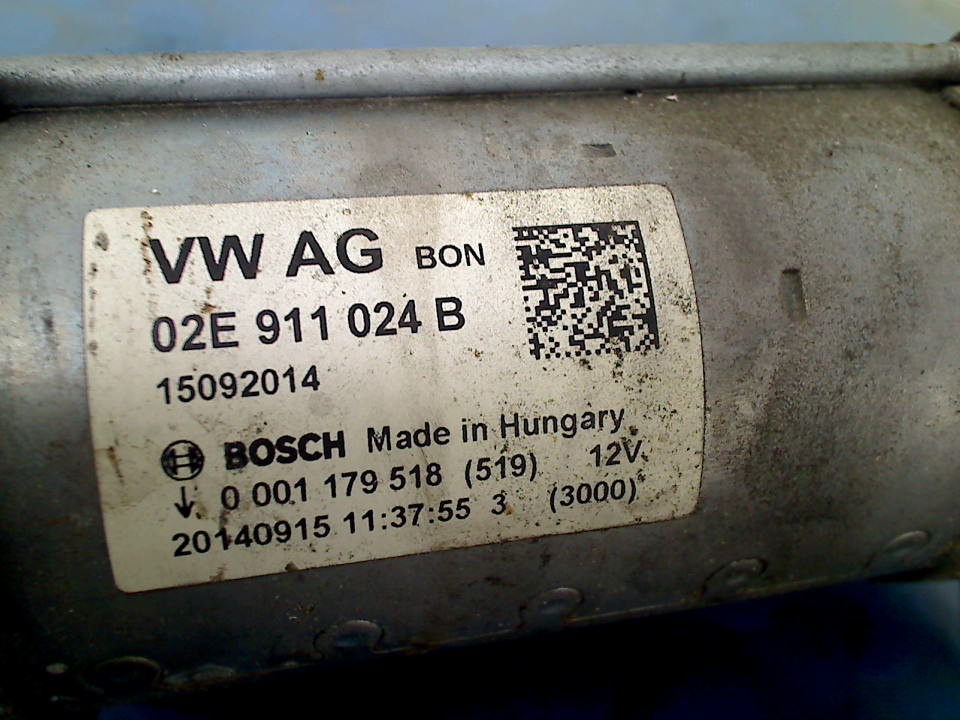 VW AG BON
02E 911 024 B
15092014
BOSCH Made in Hungary
0 001 179 518 (519) 12V
20140915 11:37:55 3 (3000)